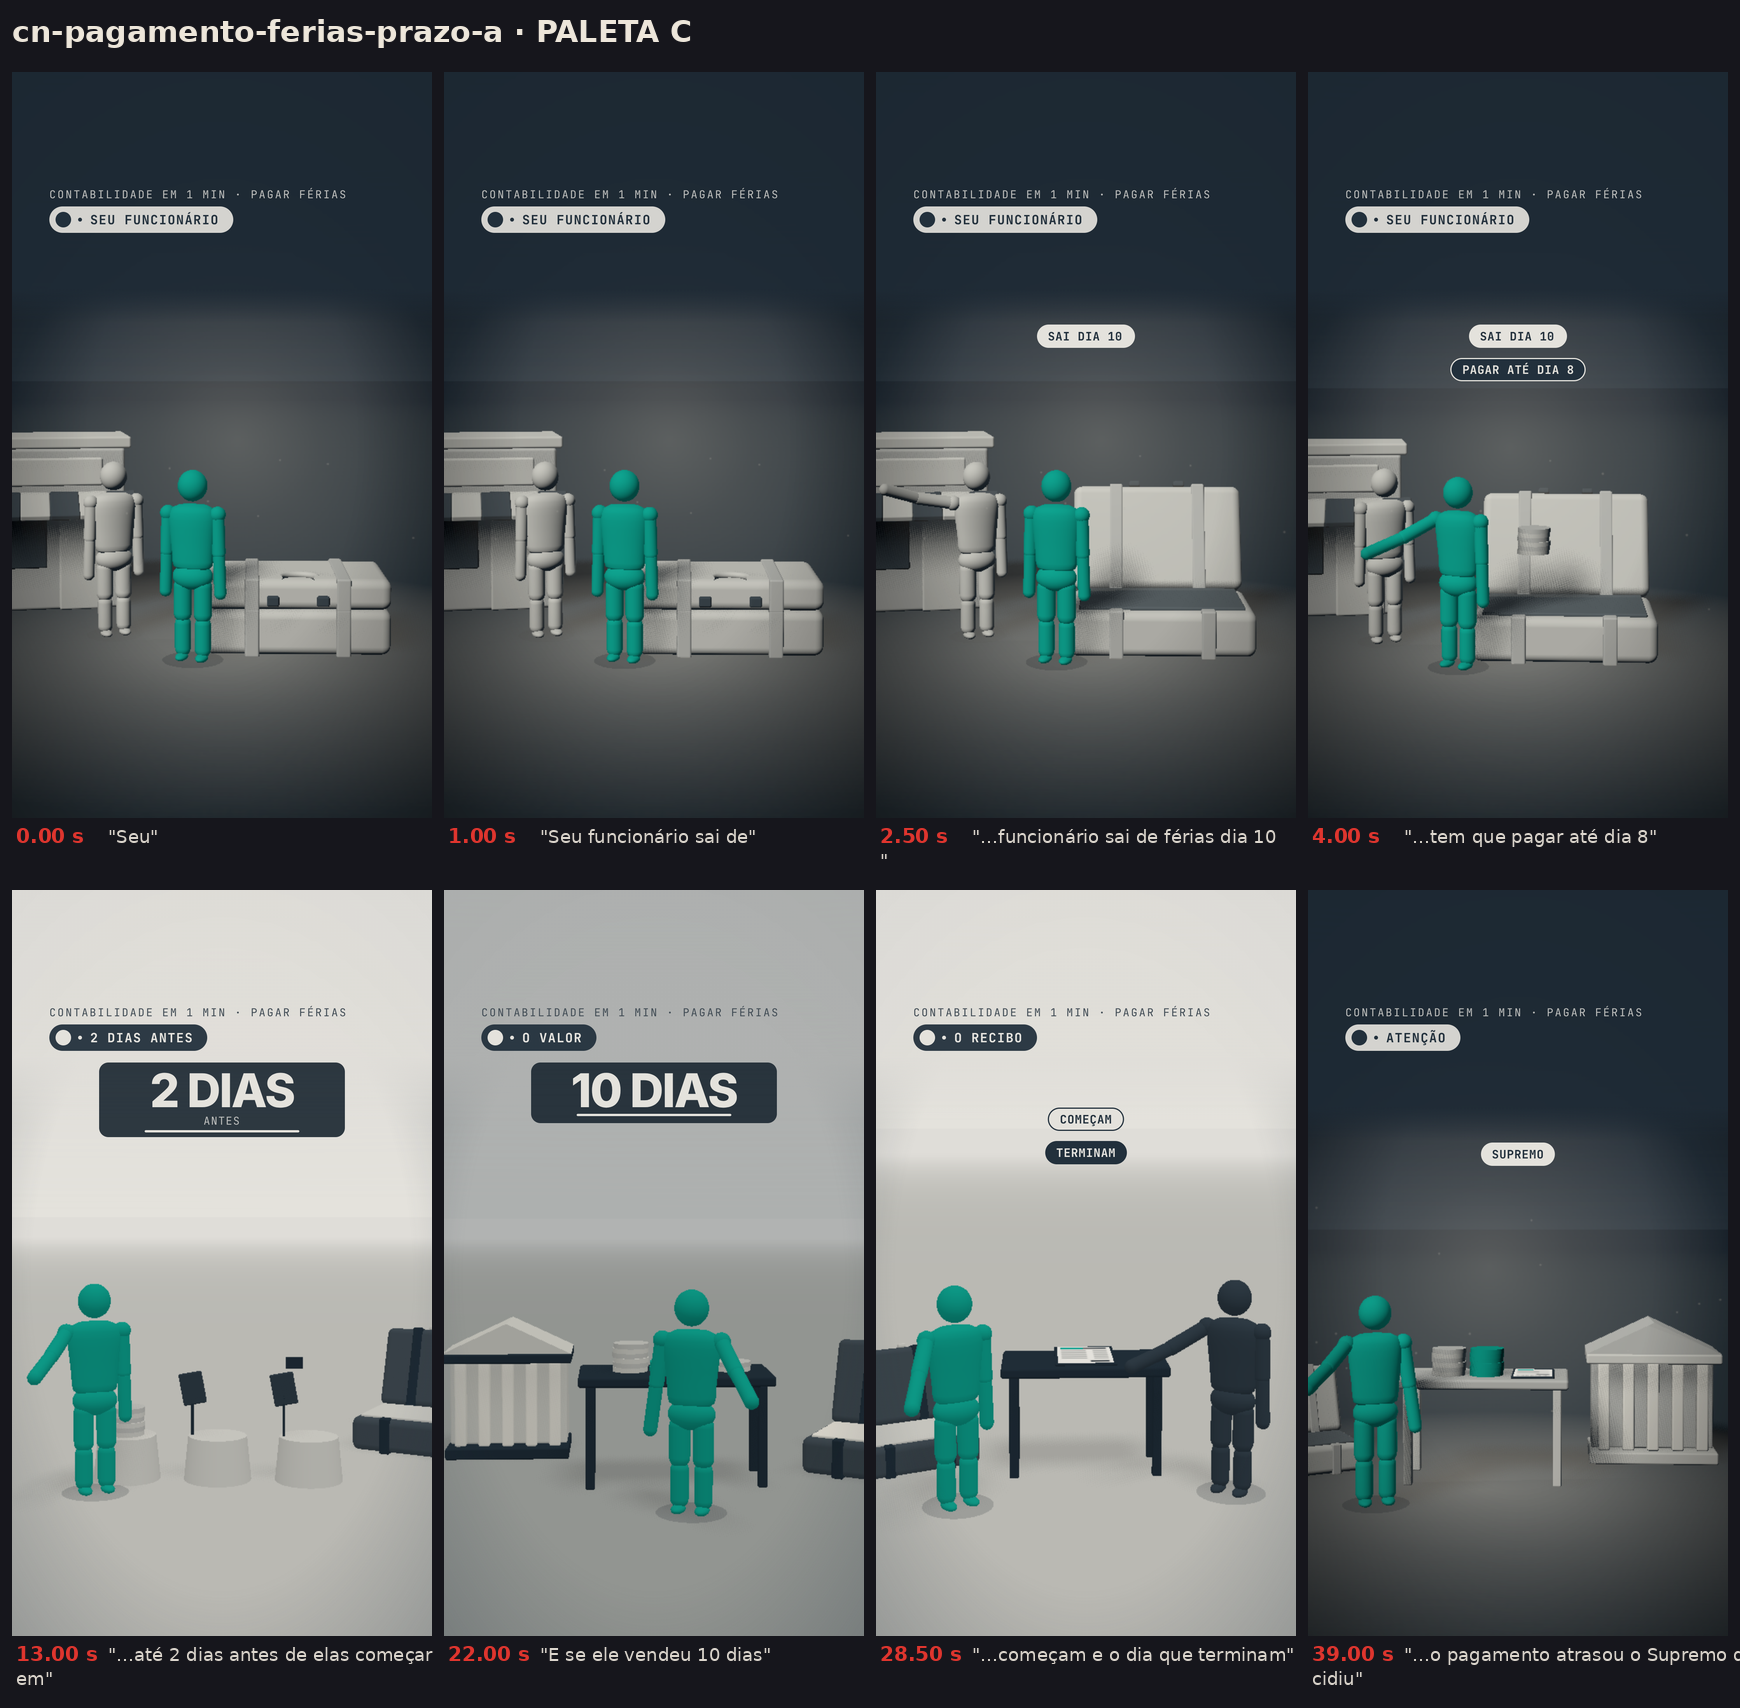 cn-pagamento-ferias-prazo-a · PALETA C
CONTABILIDADE EM 1 MIN · PAGAR FÉRIAS
• SEU FUNCIONÁRIO
0.00 s "Seu"
CONTABILIDADE EM 1 MIN · PAGAR FÉRIAS
• SEU FUNCIONÁRIO
1.00 s "Seu funcionário sai de"
CONTABILIDADE EM 1 MIN · PAGAR FÉRIAS
• SEU FUNCIONÁRIO
SAI DIA 10
2.50 s "...funcionário sai de férias dia 10
"
CONTABILIDADE EM 1 MIN · PAGAR FÉRIAS
• SEU FUNCIONÁRIO
SAI DIA 10
PAGAR ATÉ DIA 8
4.00 s "...tem que pagar até dia 8"
CONTABILIDADE EM 1 MIN · PAGAR FÉRIAS
• 2 DIAS ANTES
2 DIAS
ANTES
13.00 s "...até 2 dias antes de elas começar
em"
CONTABILIDADE EM 1 MIN · PAGAR FÉRIAS
• O VALOR
10 DIAS
22.00 s "E se ele vendeu 10 dias"
CONTABILIDADE EM 1 MIN · PAGAR FÉRIAS
• O RECIBO
COMEÇAM
TERMINAM
28.50 s "...começam e o dia que terminam"
CONTABILIDADE EM 1 MIN · PAGAR FÉRIAS
• ATENÇÃO
SUPREMO
39.00 s "...o pagamento atrasou o Supremo
cidiu"